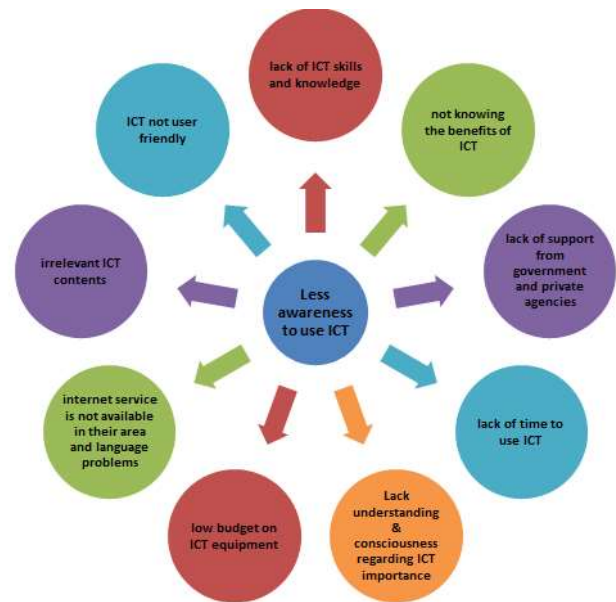 lack of ICT skills
and knowledge
not knowing
the benefits of
ICT
lack of support
from
government
and private
agencies
lack of time to
use ICT
Lack
understanding
&
consciousness
regarding ICT
importance
low budget on
ICT equipment
internet service
is not available
in their area
and language
problems
irrelevant ICT
contents
ICT not user
friendly
Less
awareness
to use ICT